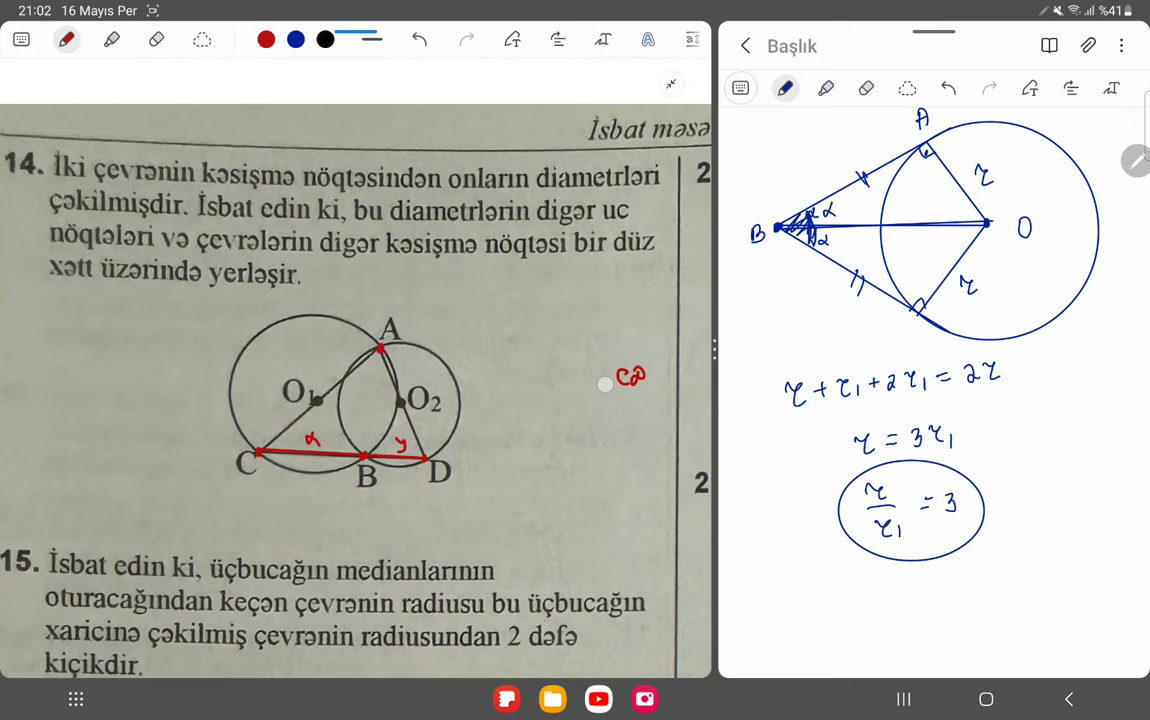 21:02 16 Mayıs Per
%41
Başlık
İsbat məsə
14. İki çevrənin kəsişmə nöqtəsindən onların diametrləri
çəkilmişdir. İsbat edin ki, bu diametrlərin digər uc
nöqtələri və çevrələrin digər kəsişmə nöqtəsi bir düz
xətt üzərində yerləşir.
2
A
O₁
O₂
α
y
C
B
D
2
15. İsbat edin ki, üçbucağın medianlarının
oturacağından keçən çevrənin radiusu bu üçbucağın
xaricinə çəkilmiş çevrənin radiusundan 2 dəfə
kiçikdir.
A
r
α
B
α
O
r
r + r₁ + 2r₁ = 2r
r = 3r₁
r/r₁ = 3